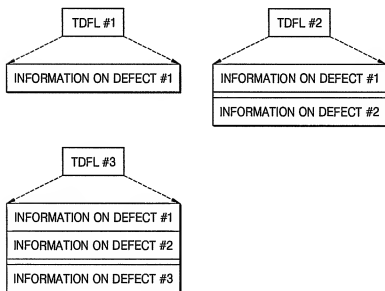 TDFL #1
INFORMATION ON DEFECT #1
TDFL #2
INFORMATION ON DEFECT #1
INFORMATION ON DEFECT #2
TDFL #3
INFORMATION ON DEFECT #1
INFORMATION ON DEFECT #2
INFORMATION ON DEFECT #3